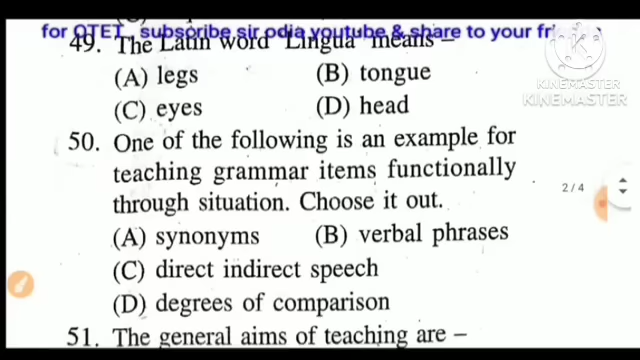 for OTET, subscribe sir odia youtube & share to your fri
49. The Latin word Lingua means –
(A) legs (B) tongue
(C) eyes (D) head
50. One of the following is an example for
teaching grammar items functionally
through situation. Choose it out.
(A) synonyms (B) verbal phrases
(C) direct indirect speech
(D) degrees of comparison
51. The general aims of teaching are –
2/4
KINEMASTER
KINEMASTER